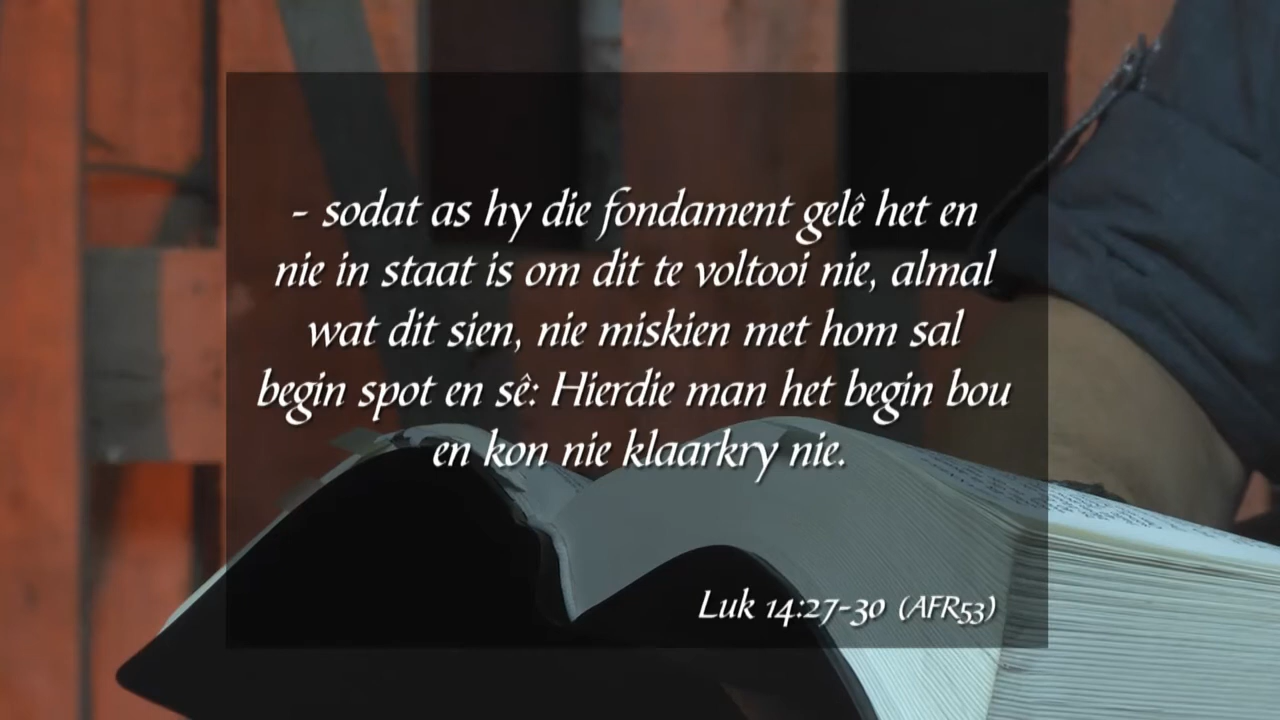 - sodat as hy die fondament gelê het en
nie in staat is om dit te voltooi nie, almal
wat dit sien, nie miskien met hom sal
begin spot en sê: Hierdie man het begin bou
en kon nie klaarkry nie.
Luk 14:27-30 (AFR53)